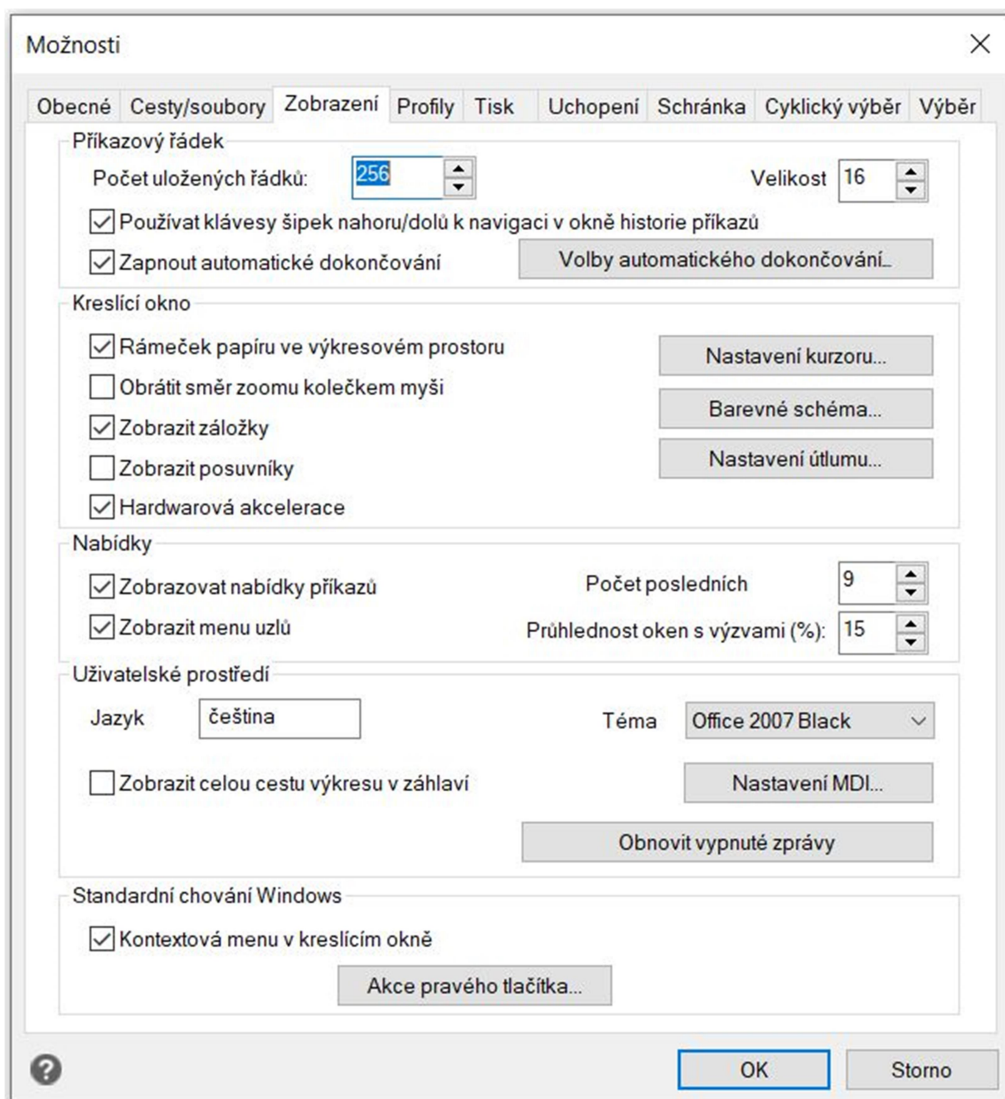 Možnosti
Obecné Cesty/soubory Zobrazení Profily Tisk Uchopení Schránka Cyklický výběr Výběr
Příkazový řádek
Počet uložených řádků: 256 Velikost 16
Používat klávesy šipek nahoru/dolů k navigaci v okně historie příkazů
Zapnout automatické dokončování Volby automatického dokončování...
Kreslící okno
Rámeček papíru ve výkresovém prostoru Nastavení kurzoru...
Obrátit směr zoomu kolečkem myši
Barevné schéma...
Zobrazit záložky
Nastavení útlumu...
Zobrazit posuvníky
Hardwarová akcelerace
Nabídky
Zobrazovat nabídky příkazů Počet posledních 9
Zobrazit menu uzlů Průhlednost oken s výzvami (%): 15
Uživatelské prostředí
Jazyk čeština Téma Office 2007 Black
Zobrazit celou cestu výkresu v záhlaví Nastavení MDI...
Obnovit vypnuté zprávy
Standardní chování Windows
Kontextová menu v kreslícím okně
Akce pravého tlačítka...
? OK Storno